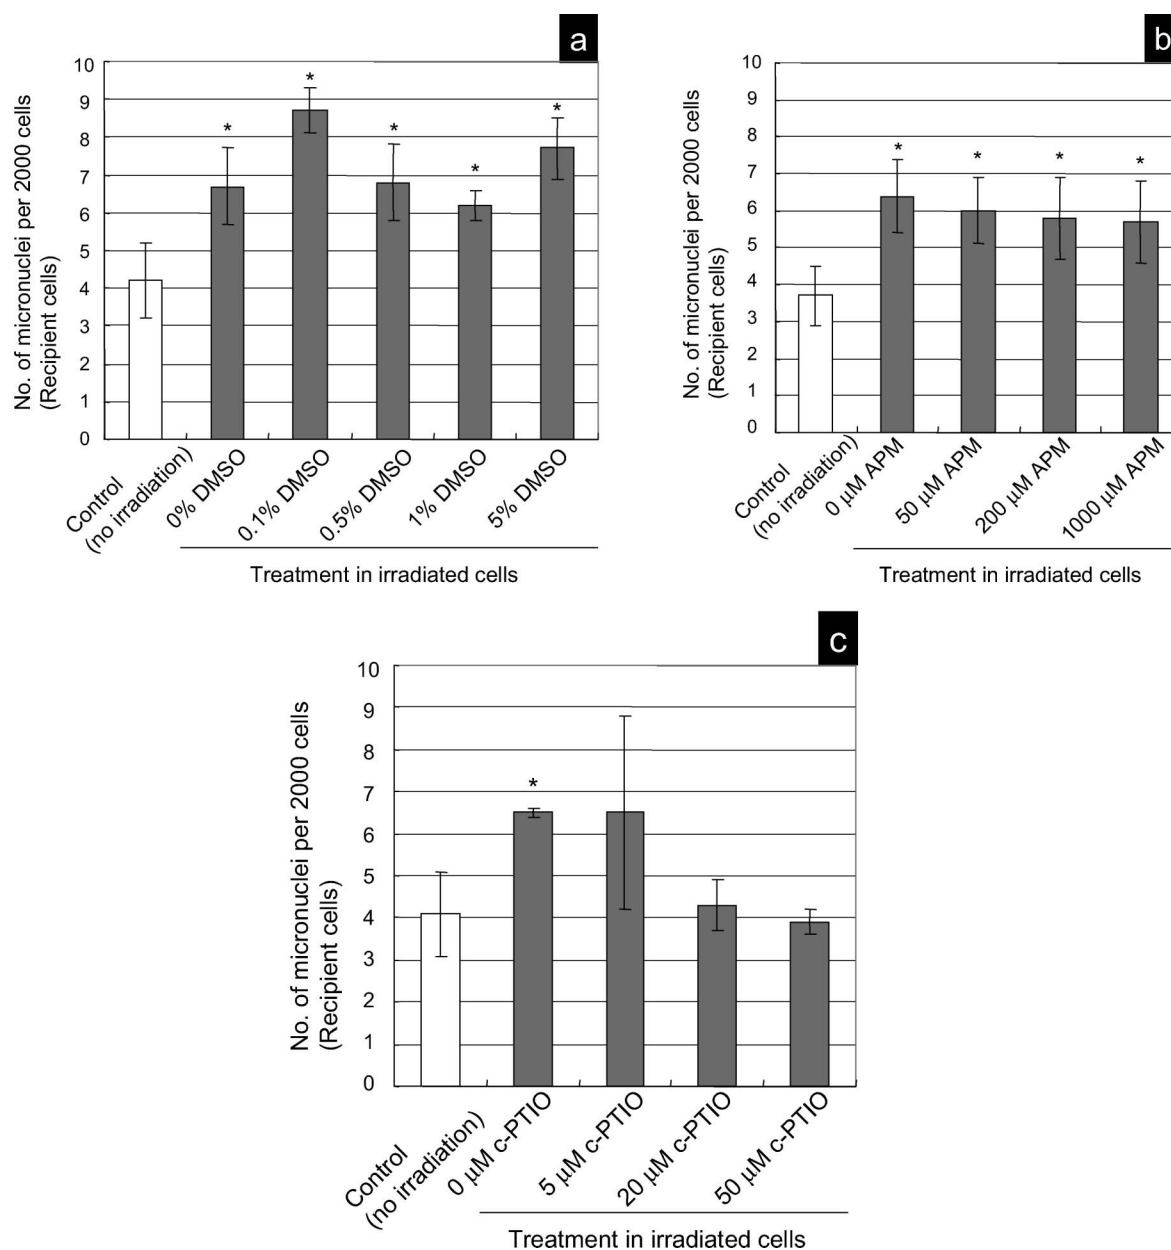 a
No. of micronuclei per 2000 cells
(Recipient cells)
10
9
8
7
6
5
4
3
2
1
0
*
*
*
*
*
Control
(no irradiation)
0% DMSO
0.1% DMSO
0.5% DMSO
1% DMSO
5% DMSO
Treatment in irradiated cells
b
No. of micronuclei per 2000 cells
(Recipient cells)
10
9
8
7
6
5
4
3
2
1
0
*
*
*
*
Control
(no irradiation)
0 µM APM
50 µM APM
200 µM APM
1000 µM APM
Treatment in irradiated cells
c
No. of micronuclei per 2000 cells
(Recipient cells)
10
9
8
7
6
5
4
3
2
1
0
*
Control
(no irradiation)
0 µM c-PTIO
5 µM c-PTIO
20 µM c-PTIO
50 µM c-PTIO
Treatment in irradiated cells